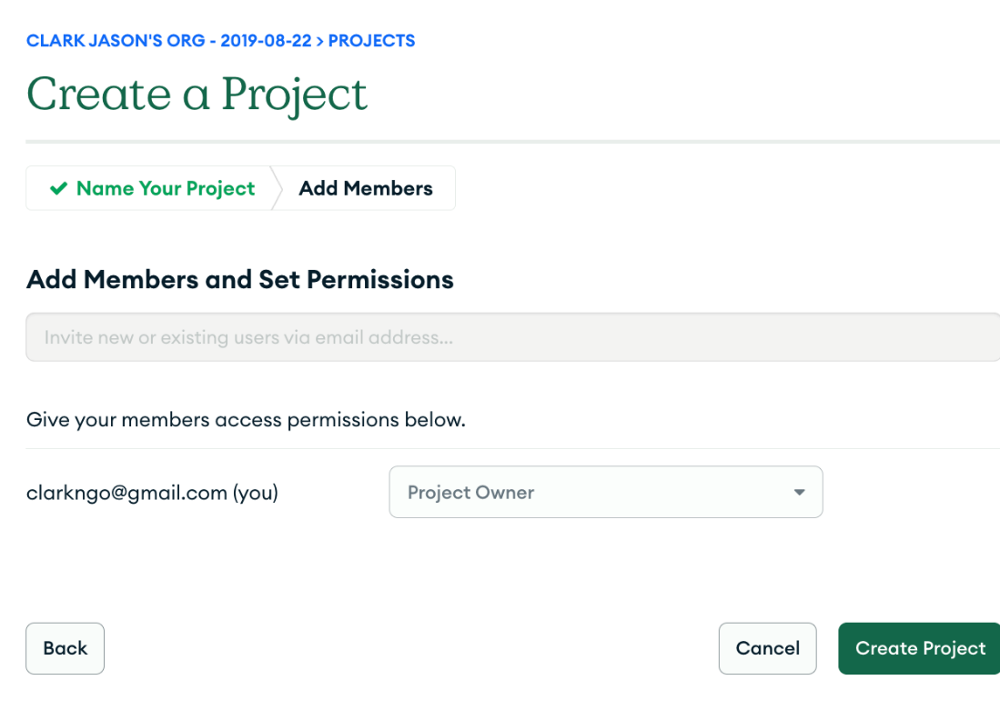 CLARK JASON'S ORG - 2019-08-22 > PROJECTS
Create a Project
Name Your Project
Add Members
Add Members and Set Permissions
Invite new or existing users via email address...
Give your members access permissions below.
clarkngo@gmail.com (you)
Project Owner
Back
Cancel
Create Project